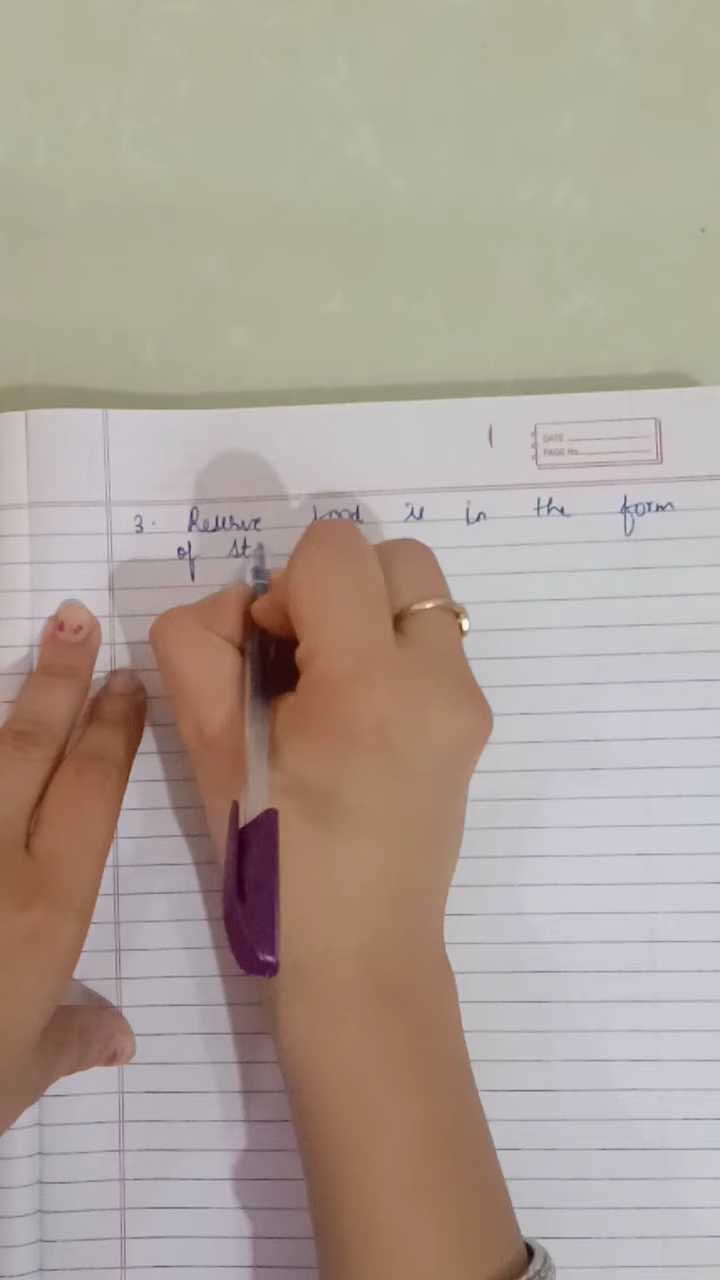 DATE
PAGE No.
3. Reserve food is in the form
of st